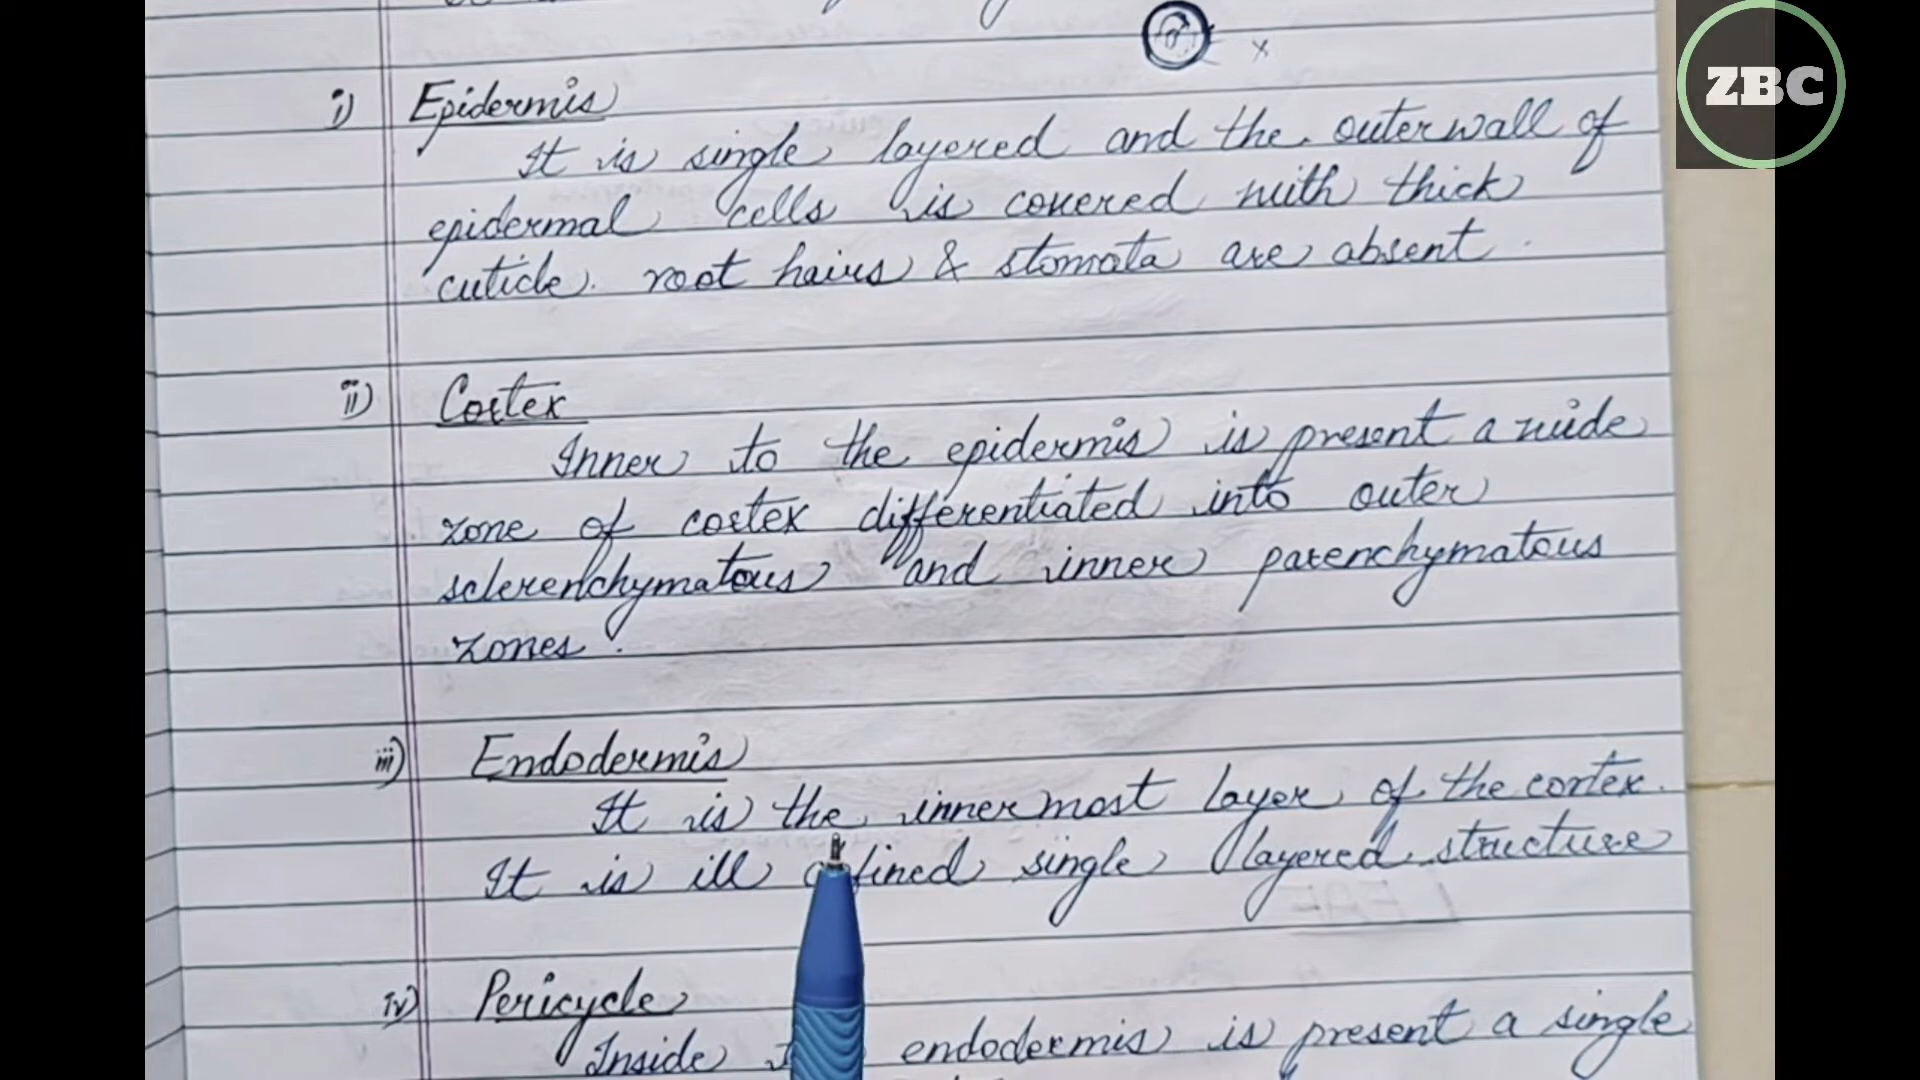 ZBC
i) Epidermis
It is single layered and the outer wall of
epidermal cells is covered with thick
cuticle. root hairs & stomata are absent.
ii) Cortex
Inner to the epidermis is present a wide
zone of cortex differentiated into outer
sclerenchymatous and inner parenchymatous
zones.
iii) Endodermis
It is the innermost layer of the cortex.
It is ill single layered structure
iv) Pericycle
Inside endodermis is present a single